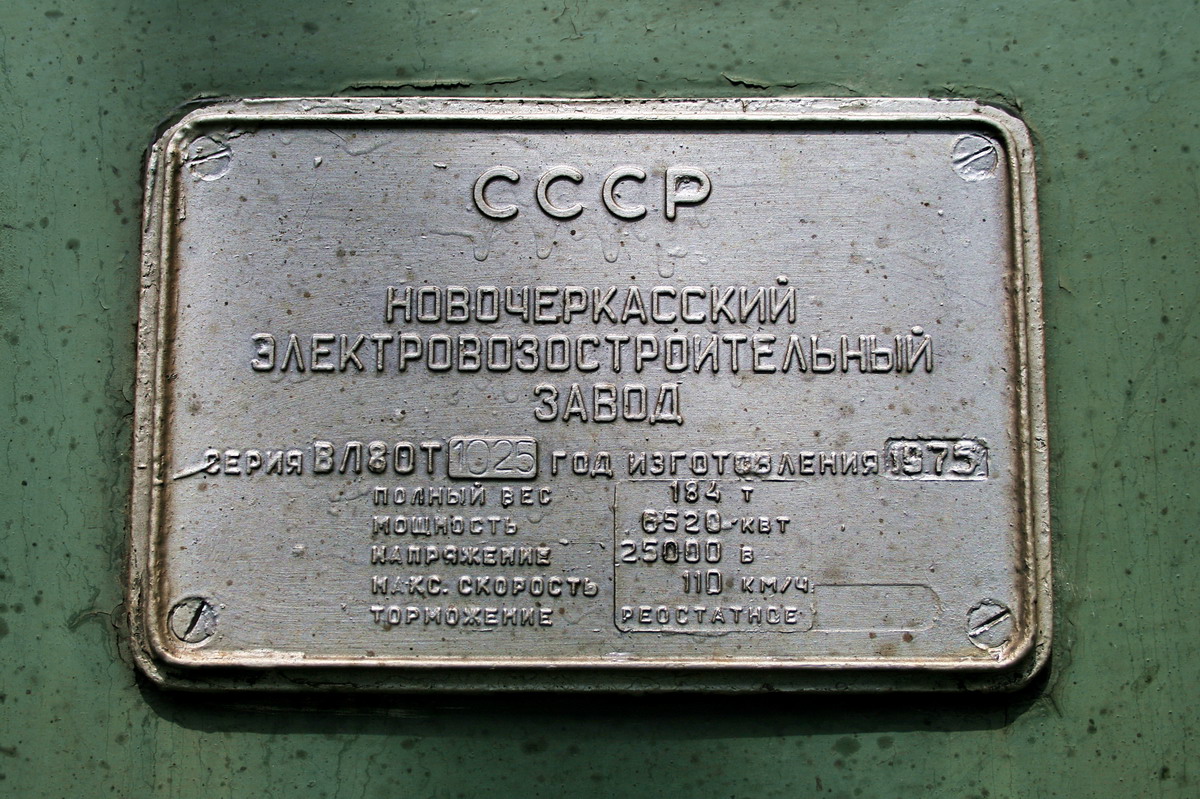 СССР
НОВОЧЕРКАССКИЙ
ЭЛЕКТРОВОЗОСТРОИТЕЛЬНЫЙ
ЗАВОД
СЕРИЯ ВЛ80Т 1025 ГОД ИЗГОТОВЛЕНИЯ 1975
ПОЛНЫЙ ВЕС 184 Т
МОЩНОСТЬ 6520 КВТ
НАПРЯЖЕНИЕ 25000 В
МАКС. СКОРОСТЬ 110 КМ/Ч
ТОРМОЖЕНИЕ РЕОСТАТНОЕ